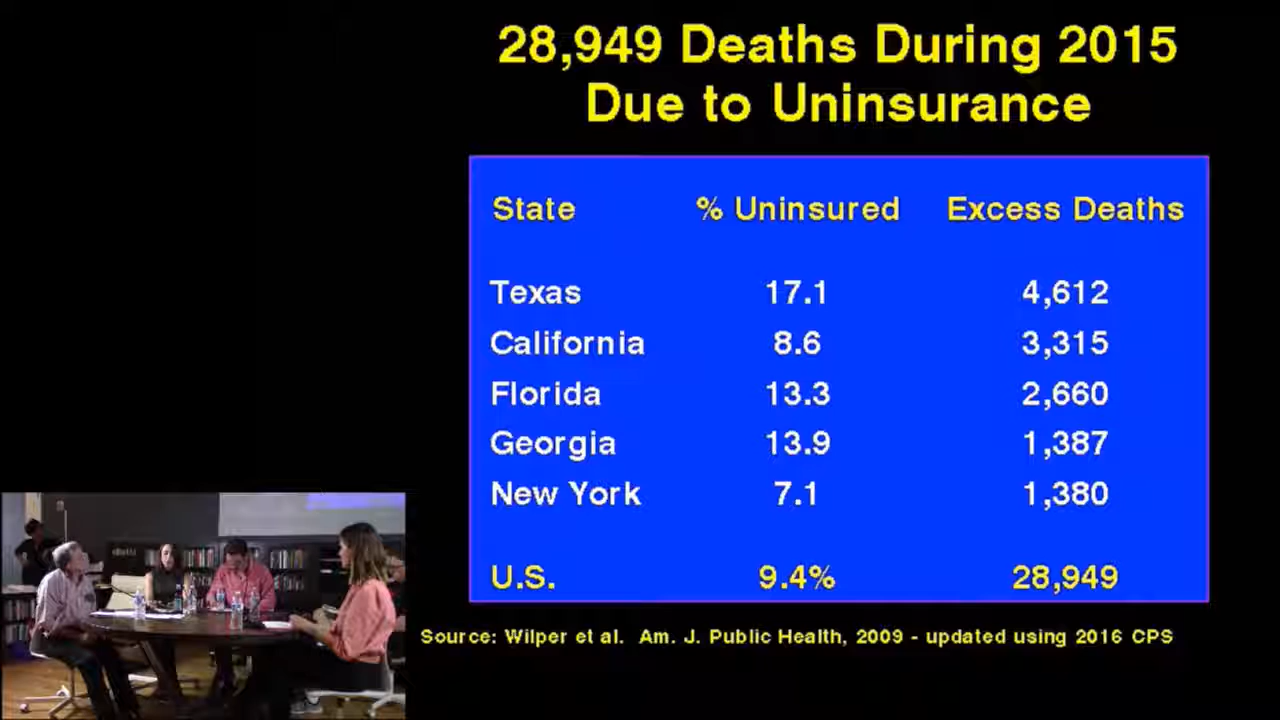 28,949 Deaths During 2015
Due to Uninsurance
State % Uninsured Excess Deaths
Texas 17.1 4,612
California 8.6 3,315
Florida 13.3 2,660
Georgia 13.9 1,387
New York 7.1 1,380
U.S. 9.4% 28,949
Source: Wilper et al. Am. J. Public Health, 2009 - updated using 2016 CPS